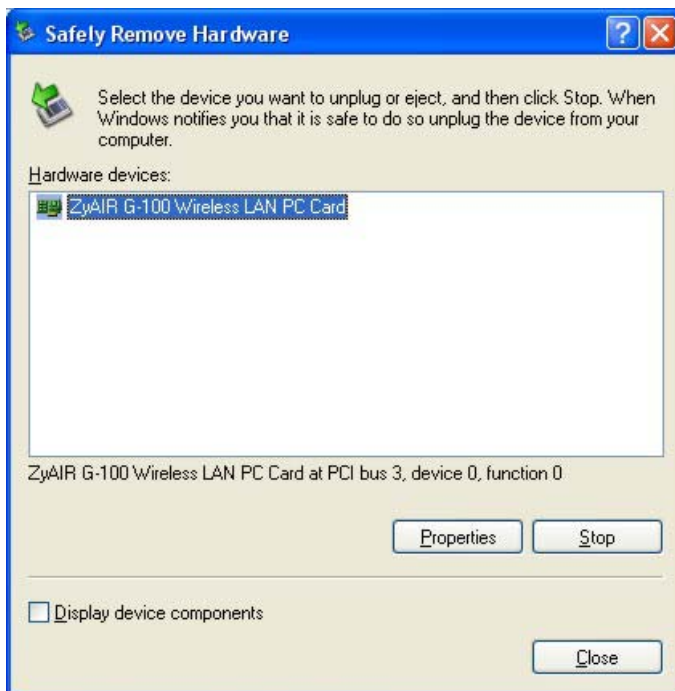 Safely Remove Hardware
Select the device you want to unplug or eject, and then click Stop. When
Windows notifies you that it is safe to do so unplug the device from your
computer.
Hardware devices:
ZyAIR G-100 Wireless LAN PC Card
ZyAIR G-100 Wireless LAN PC Card at PCI bus 3, device 0, function 0
Properties Stop
Display device components
Close